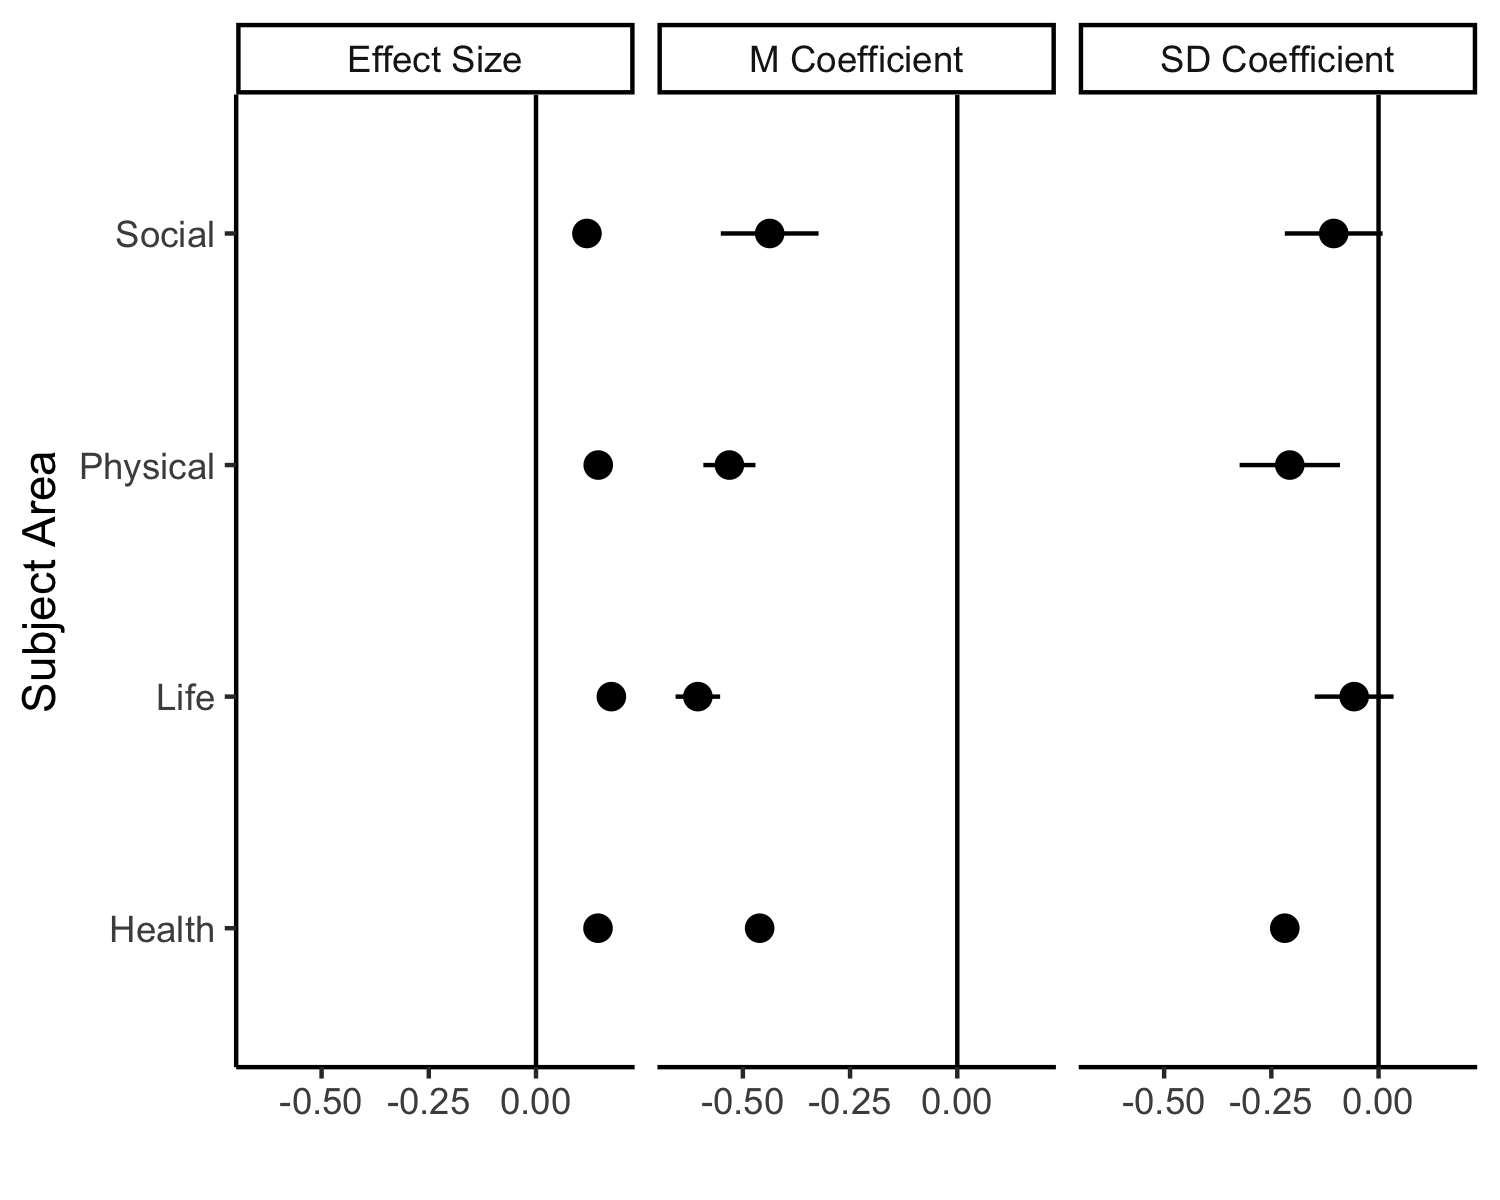 Effect Size
M Coefficient
SD Coefficient
Subject Area
Social
Physical
Life
Health
-0.50 -0.25 0.00
-0.50 -0.25 0.00
-0.50 -0.25 0.00